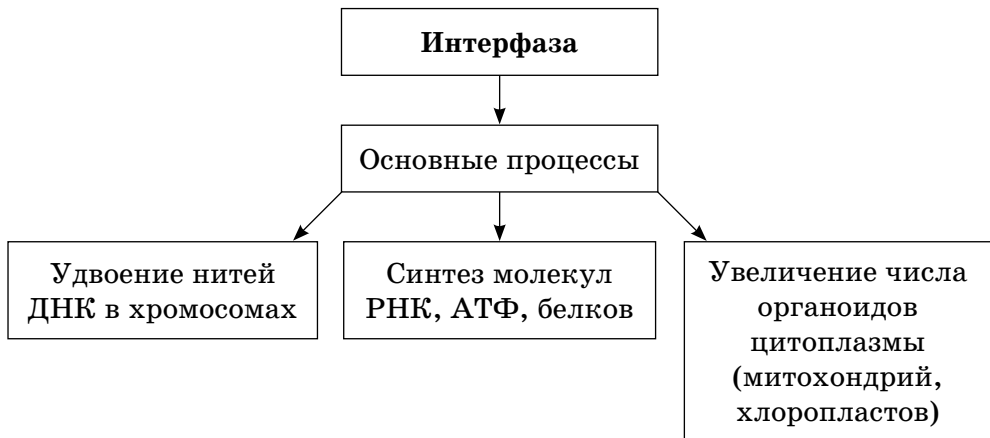 Интерфаза
Основные процессы
Удвоение нитей
ДНК в хромосомах
Синтез молекул
РНК, АТФ, белков
Увеличение числа
органоидов
цитоплазмы
(митохондрий,
хлоропластов)